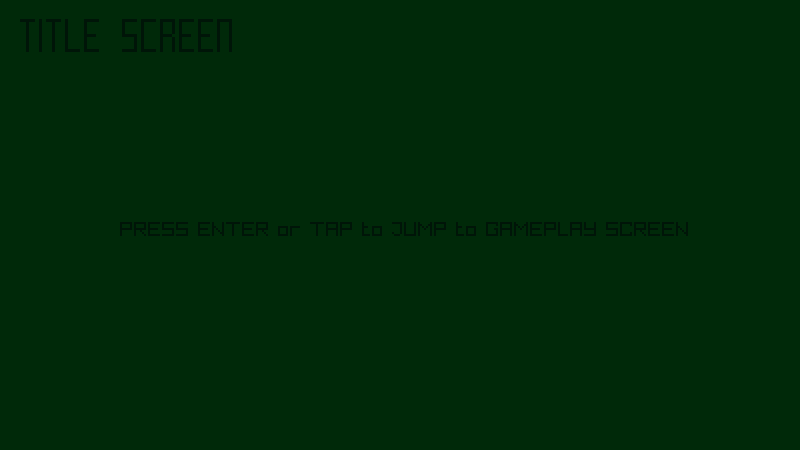 TITLE SCREEN
PRESS ENTER or TAP to JUMP to GAMEPLAY SCREEN